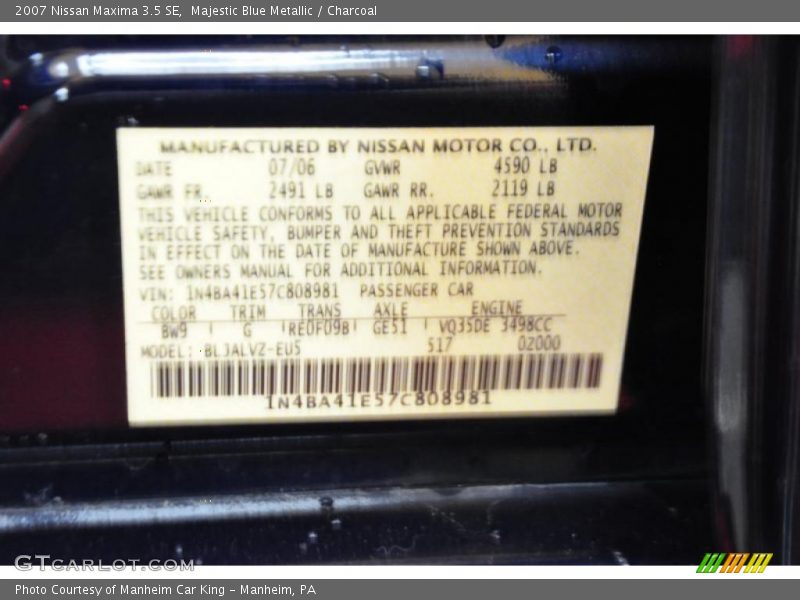 2007 Nissan Maxima 3.5 SE, Majestic Blue Metallic / Charcoal
MANUFACTURED BY NISSAN MOTOR CO., LTD.
DATE 07/06 GVWR 4590 LB
GAWR FR. 2491 LB GAWR RR. 2119 LB
THIS VEHICLE CONFORMS TO ALL APPLICABLE FEDERAL MOTOR
VEHICLE SAFETY, BUMPER AND THEFT PREVENTION STANDARDS
IN EFFECT ON THE DATE OF MANUFACTURE SHOWN ABOVE.
SEE OWNERS MANUAL FOR ADDITIONAL INFORMATION.
VIN: 1N4BA41E57C808981 PASSENGER CAR
COLOR TRIM TRANS AXLE ENGINE
BW9 G RE0F09B GE51 VQ35DE 3498CC
MODEL: BLJALVZ-EU5 517 02000
1N4BA41E57C808981
GTcarlot.com
Photo Courtesy of Manheim Car King - Manheim, PA